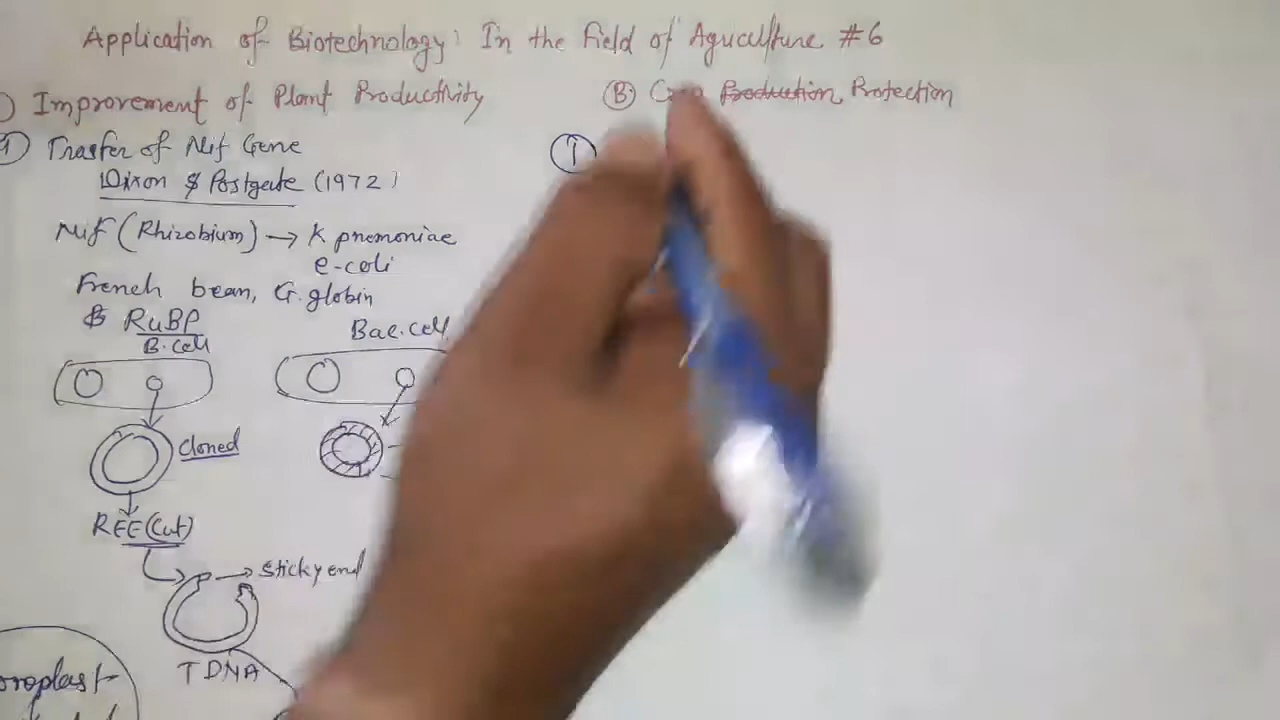 Application of Biotechnology: In the Field of Aguculture #6
) Improvement of Plant Productivity
1) Trasfer of Nif Gene
Dixon $ Postgate (1972)
Nif (Rhizobium) → K pnemoniae
e-coli
French bean, G. globin
$ RuBP
B. cell
Bac. cell
Cloned
REE (Cut)
→ Sticky end
T DNA
Ⓑ Production Protection
①